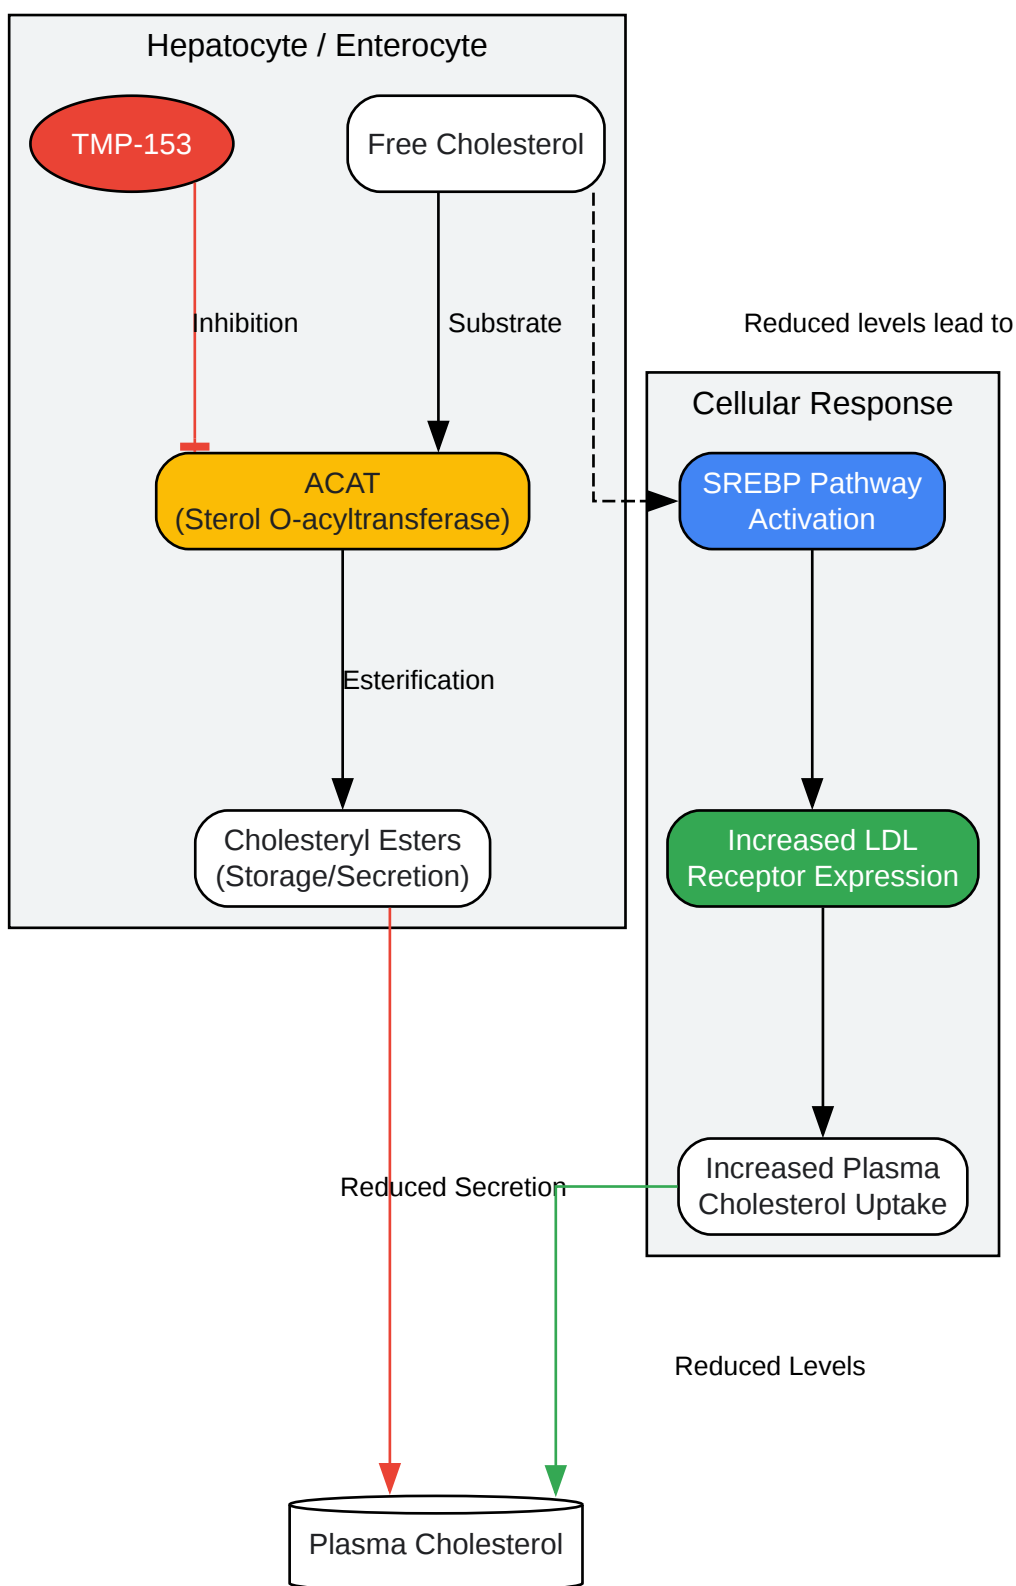 Hepatocyte / Enterocyte
TMP-153
Free Cholesterol
Inhibition
Substrate
Reduced levels lead to
Cellular Response
ACAT
(Sterol O-acyltransferase)
SREBP Pathway
Activation
Esterification
Cholesteryl Esters
(Storage/Secretion)
Increased LDL
Receptor Expression
Reduced Secretion
Increased Plasma
Cholesterol Uptake
Reduced Levels
Plasma Cholesterol